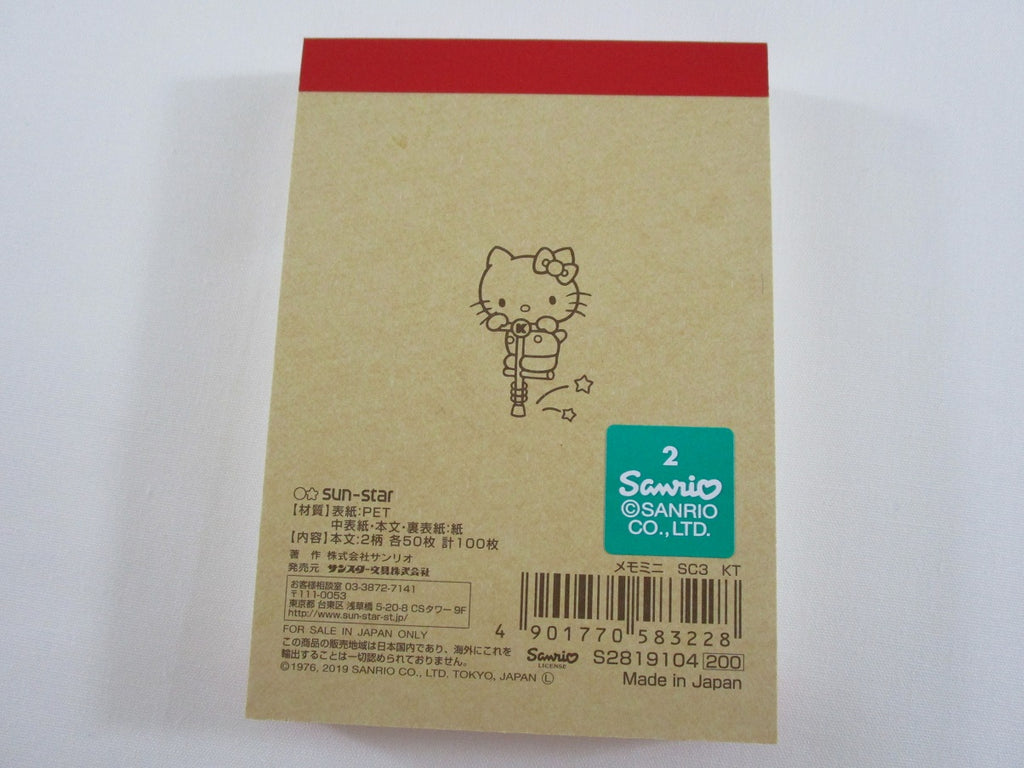 K
2
Sanrio
©SANRIO
CO.,LTD.
○☆ sun-star
【材質】表紙:PET
中表紙・本文・裏表紙:紙
【内容】本文:2柄 各50枚 計100枚
著 作 株式会社サンリオ
発売元 サンスター文具株式会社
お客様相談室 03-3872-7141
〒111-0053
東京都 台東区 浅草橋 5-20-8 CSタワー 9F
http://www.sun-star-st.jp/
FOR SALE IN JAPAN ONLY
この商品の販売地域は日本国内であり、海外にこれを
輸出することは一切認められておりません。
©1976, 2019 SANRIO CO., LTD. TOKYO, JAPAN Ⓛ
メモミニ SC3 KT
4 901770 583228
Sanrio
LICENSE
S2819104 200
Made in Japan